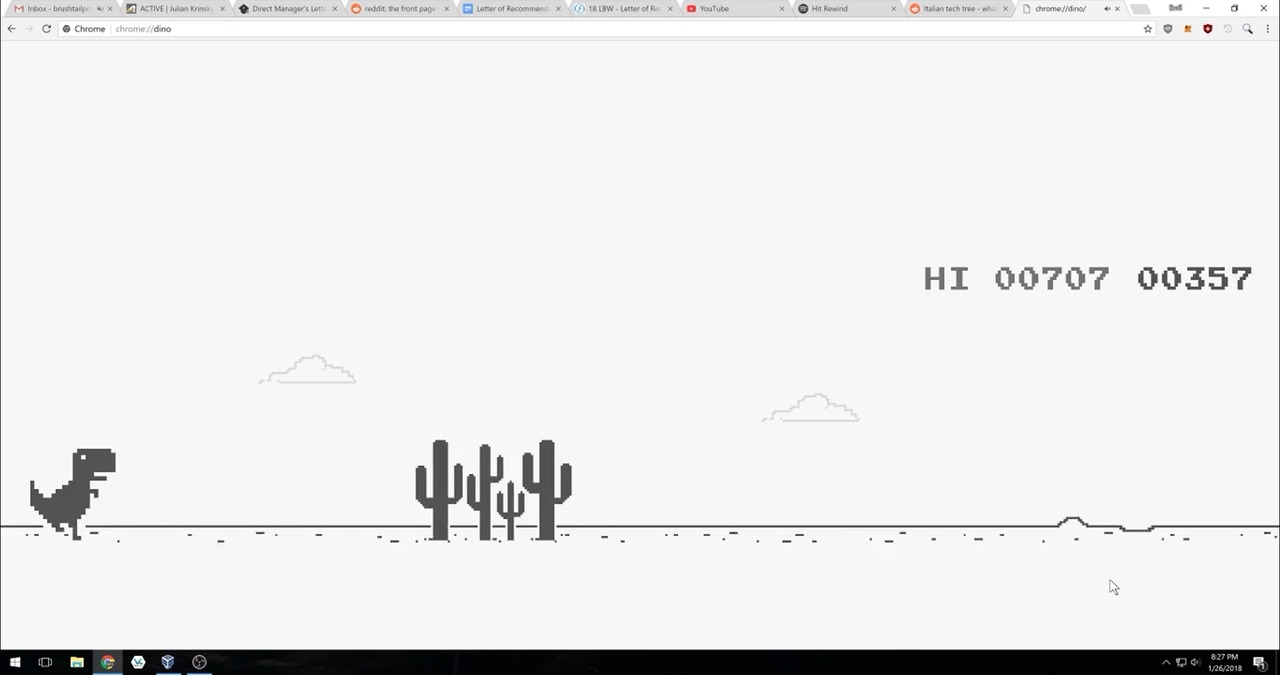 Inbox - brushtailpo
ACTIVE | Julian Krinsky
Direct Manager's Lette
reddit: the front page
Letter of Recommend
18 LBW - Letter of Re
YouTube
Hit Rewind
Italian tech tree - wha
chrome://dino/
Chrome chrome://dino
HI 00707 00357
8:27 PM
1/26/2018